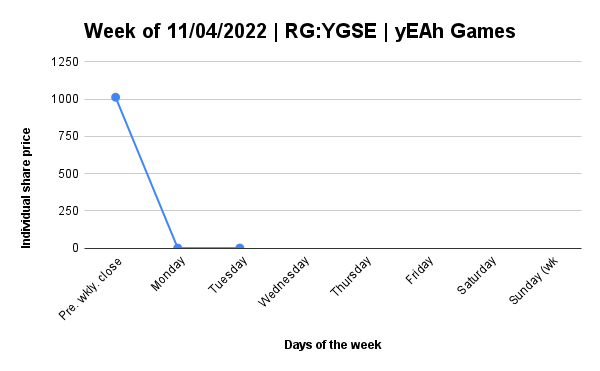 Week of 11/04/2022 | RG:YGSE | yEAh Games
1250
1000
750
500
250
0
Individual share price
Pre. wkly. close
Monday
Tuesday
Wednesday
Thursday
Friday
Saturday
Sunday (wk
Days of the week